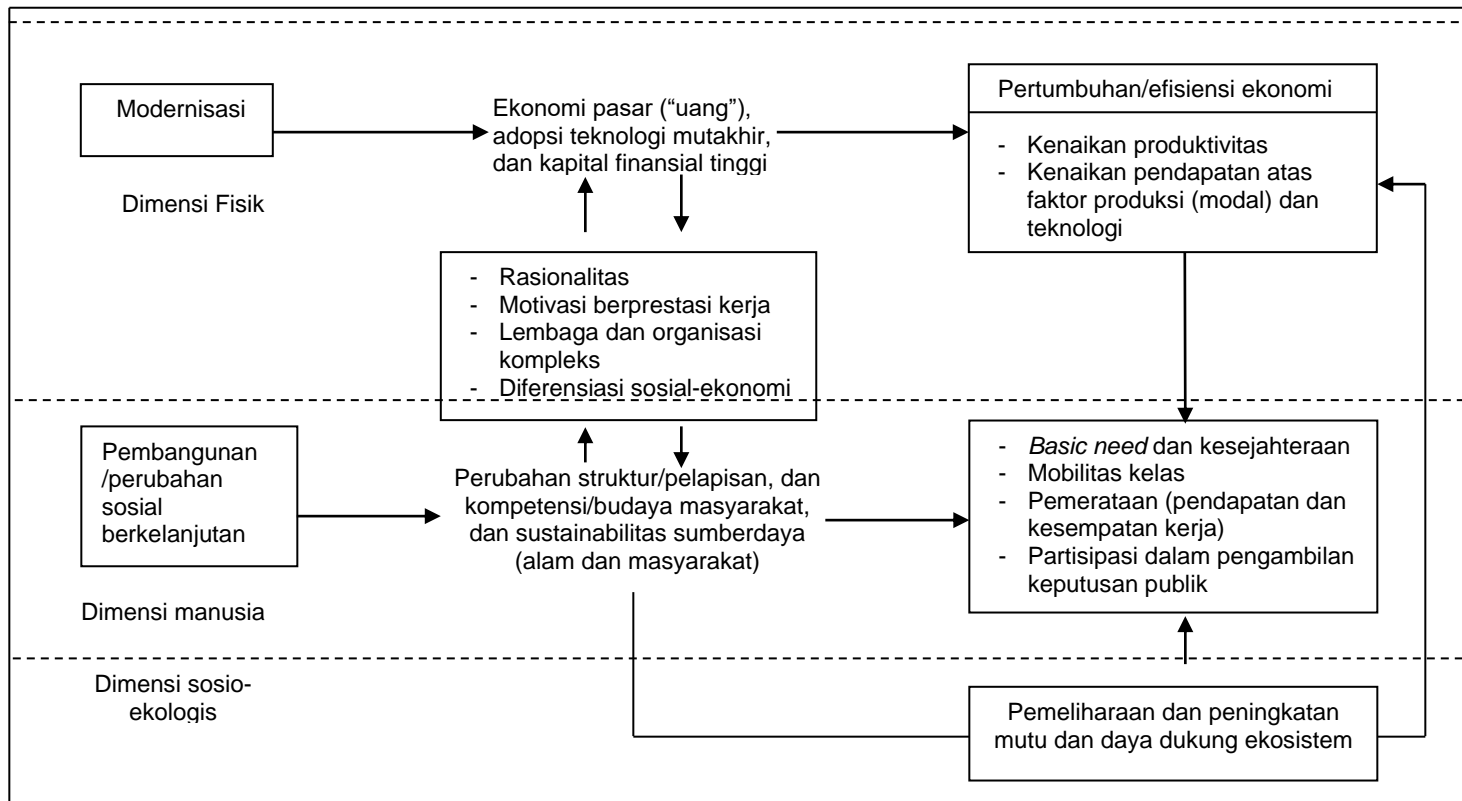 Modernisasi
Ekonomi pasar (“uang”),
adopsi teknologi mutakhir,
dan kapital finansial tinggi
Pertumbuhan/efisiensi ekonomi
- Kenaikan produktivitas
- Kenaikan pendapatan atas
faktor produksi (modal) dan
teknologi
Dimensi Fisik
- Rasionalitas
- Motivasi berprestasi kerja
- Lembaga dan organisasi
kompleks
- Diferensiasi sosial-ekonomi
Pembangunan
/perubahan
sosial
berkelanjutan
Perubahan struktur/pelapisan, dan
kompetensi/budaya masyarakat,
dan sustainabilitas sumberdaya
(alam dan masyarakat)
- Basic need dan kesejahteraan
- Mobilitas kelas
- Pemerataan (pendapatan dan
kesempatan kerja)
- Partisipasi dalam pengambilan
keputusan publik
Dimensi manusia
Dimensi sosio-
ekologis
Pemeliharaan dan peningkatan
mutu dan daya dukung ekosistem